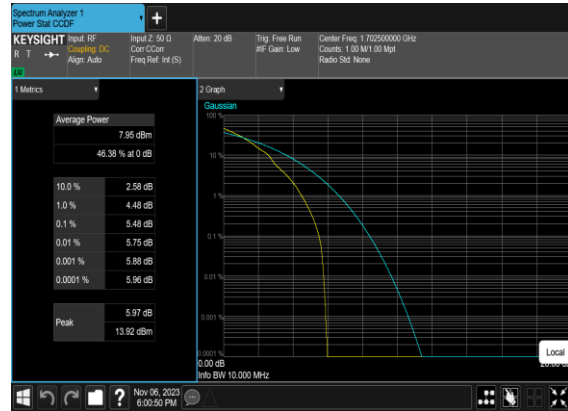 Spectrum Analyzer 1
Power Stat CCDF
KEYSIGHT
R T
LW
Input: RF
Coupling: DC
Align: Auto
Input Z: 50 Ω
Corr CCorr
Freq Ref: Int (S)
Atten: 20 dB
Trig: Free Run
#IF Gain: Low
Center Freq: 1.702500000 GHz
Counts: 1.00 M/1.00 Mpt
Radio Std: None
1 Metrics
Average Power
7.95 dBm
46.38 % at 0 dB
10.0 % 2.58 dB
1.0 % 4.48 dB
0.1 % 5.48 dB
0.01 % 5.75 dB
0.001 % 5.88 dB
0.0001 % 5.96 dB
Peak
5.97 dB
13.92 dBm
2 Graph
Gaussian
100 %
10 %
1 %
0.1 %
0.01 %
0.001 %
0.0001 %
0.00 dB
Info BW 10.000 MHz
Local
?
Nov 06, 2023
6:00:50 PM